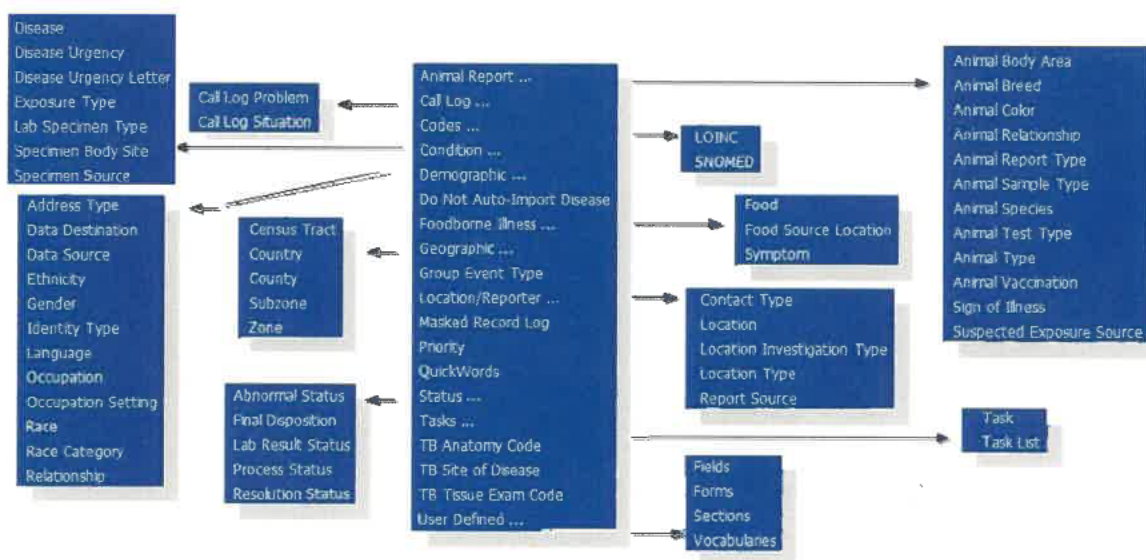 Disease
Disease Urgency
Disease Urgency Letter
Exposure Type
Lab Specimen Type
Specimen Body Site
Specimen Source
Call Log Problem
Call Log Situation
Address Type
Data Destination
Data Source
Ethnicity
Gender
Identity Type
Language
Occupation
Occupation Setting
Race
Race Category
Relationship
Census Tract
Country
County
Subzone
Zone
Abnormal Status
Final Disposition
Lab Result Status
Process Status
Resolution Status
Animal Report ...
Call Log ...
Codes ...
Condition ...
Demographic ...
Do Not Auto-Import Disease
Foodborne Illness ...
Geographic ...
Group Event Type
Location/Reporter ...
Masked Record Log
Priority
QuickWords
Status ...
Tasks ...
TB Anatomy Code
TB Site of Disease
TB Tissue Exam Code
User Defined ...
LOINC
SNOMED
Food
Food Source Location
Symptom
Contact Type
Location
Location Investigation Type
Location Type
Report Source
Fields
Forms
Sections
Vocabularies
Animal Body Area
Animal Breed
Animal Color
Animal Relationship
Animal Report Type
Animal Sample Type
Animal Species
Animal Test Type
Animal Type
Animal Vaccination
Sign of Illness
Suspected Exposure Source
Task
Task List